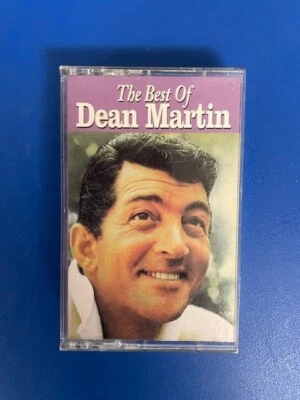 The Best Of
Dean Martin